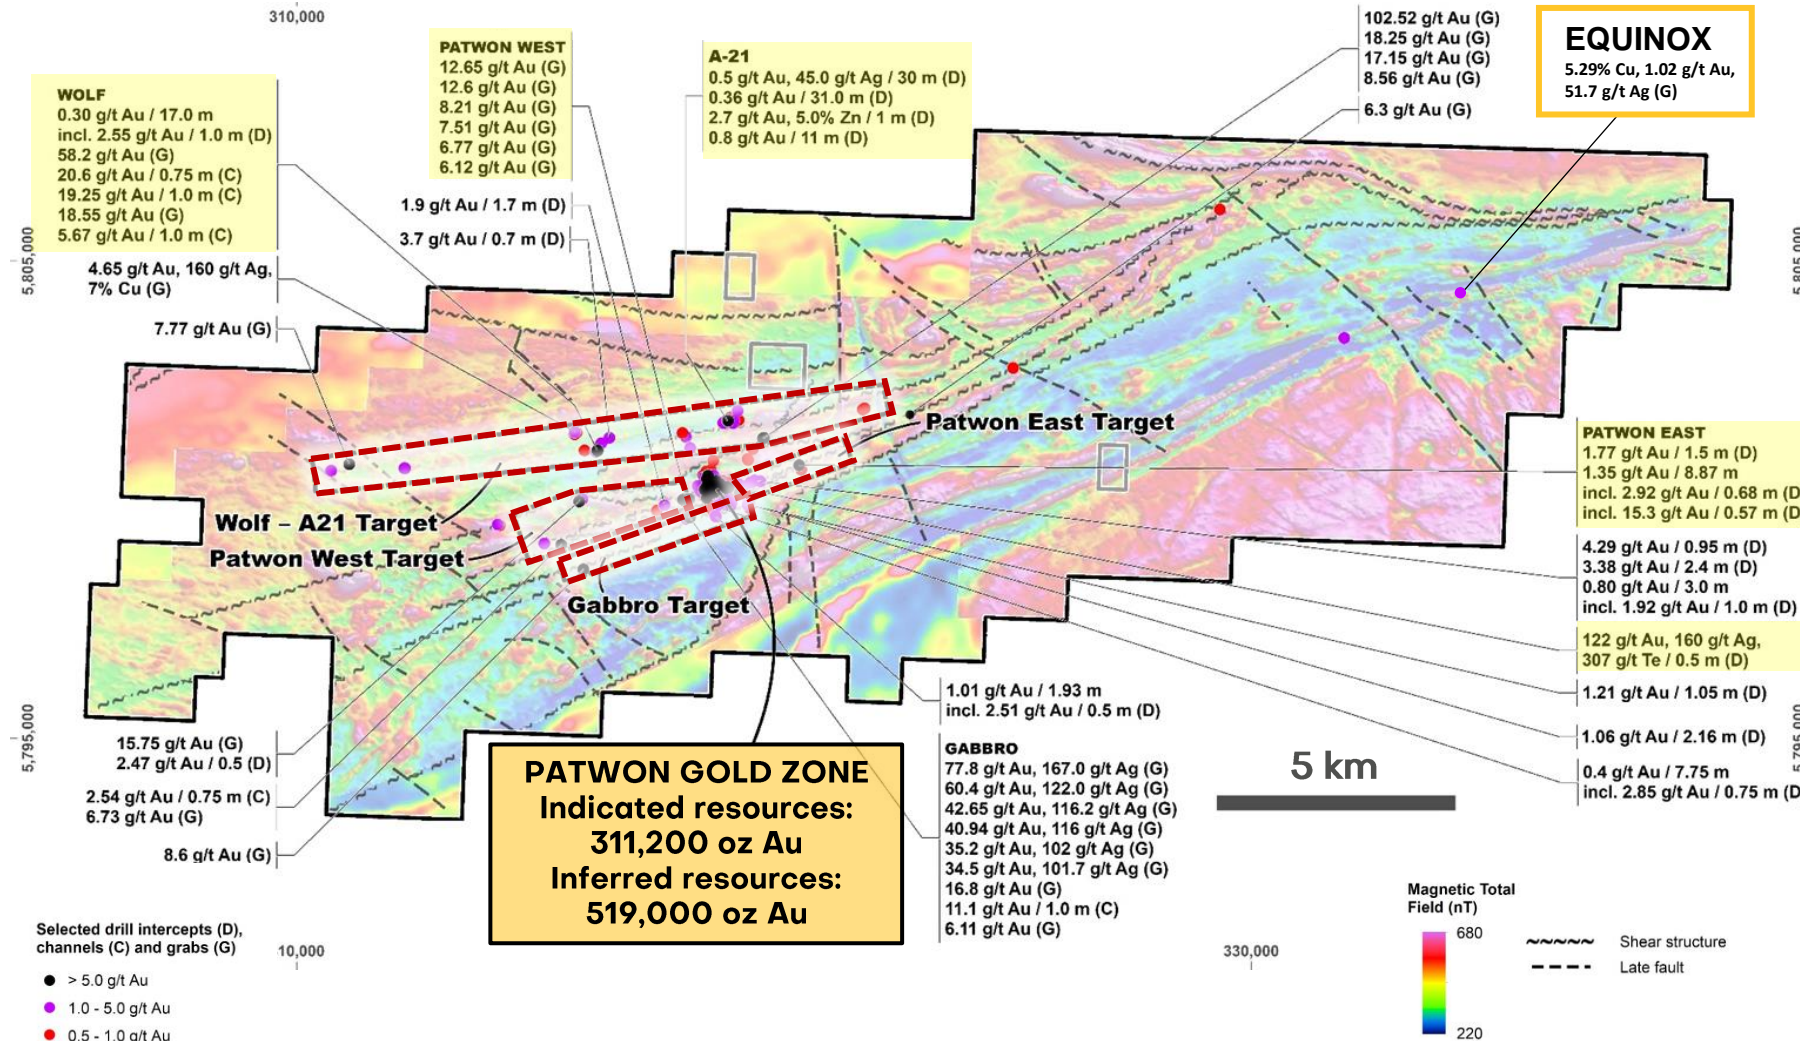 310,000
WOLF
0.30 g/t Au / 17.0 m
incl. 2.55 g/t Au / 1.0 m (D)
58.2 g/t Au (G)
20.6 g/t Au / 0.75 m (C)
19.25 g/t Au / 1.0 m (C)
18.55 g/t Au (G)
5.67 g/t Au / 1.0 m (C)
4.65 g/t Au, 160 g/t Ag,
7% Cu (G)
7.77 g/t Au (G)
PATWON WEST
12.65 g/t Au (G)
12.6 g/t Au (G)
8.21 g/t Au (G)
7.51 g/t Au (G)
6.77 g/t Au (G)
6.12 g/t Au (G)
1.9 g/t Au / 1.7 m (D)
3.7 g/t Au / 0.7 m (D)
A-21
0.5 g/t Au, 45.0 g/t Ag / 30 m (D)
0.36 g/t Au / 31.0 m (D)
2.7 g/t Au, 5.0% Zn / 1 m (D)
0.8 g/t Au / 11 m (D)
102.52 g/t Au (G)
18.25 g/t Au (G)
17.15 g/t Au (G)
8.56 g/t Au (G)
6.3 g/t Au (G)
EQUINOX
5.29% Cu, 1.02 g/t Au,
51.7 g/t Ag (G)
5,805,000
5,805,000
Patwon East Target
Wolf – A21 Target
Patwon West Target
Gabbro Target
PATWON EAST
1.77 g/t Au / 1.5 m (D)
1.35 g/t Au / 8.87 m
incl. 2.92 g/t Au / 0.68 m (D
incl. 15.3 g/t Au / 0.57 m (D
4.29 g/t Au / 0.95 m (D)
3.38 g/t Au / 2.4 m (D)
0.80 g/t Au / 3.0 m
incl. 1.92 g/t Au / 1.0 m (D)
122 g/t Au, 160 g/t Ag,
307 g/t Te / 0.5 m (D)
1.21 g/t Au / 1.05 m (D)
1.06 g/t Au / 2.16 m (D)
0.4 g/t Au / 7.75 m
incl. 2.85 g/t Au / 0.75 m (D
5,795,000
5,795,000
15.75 g/t Au (G)
2.47 g/t Au / 0.5 (D)
2.54 g/t Au / 0.75 m (C)
6.73 g/t Au (G)
8.6 g/t Au (G)
PATWON GOLD ZONE
Indicated resources:
311,200 oz Au
Inferred resources:
519,000 oz Au
1.01 g/t Au / 1.93 m
incl. 2.51 g/t Au / 0.5 m (D)
GABBRO
77.8 g/t Au, 167.0 g/t Ag (G)
60.4 g/t Au, 122.0 g/t Ag (G)
42.65 g/t Au, 116.2 g/t Ag (G)
40.94 g/t Au, 116 g/t Ag (G)
35.2 g/t Au, 102 g/t Ag (G)
34.5 g/t Au, 101.7 g/t Ag (G)
16.8 g/t Au (G)
11.1 g/t Au / 1.0 m (C)
6.11 g/t Au (G)
5 km
Selected drill intercepts (D),
channels (C) and grabs (G)
> 5.0 g/t Au
1.0 - 5.0 g/t Au
0.5 - 1.0 g/t Au
10,000
330,000
Magnetic Total
Field (nT)
680
220
Shear structure
Late fault